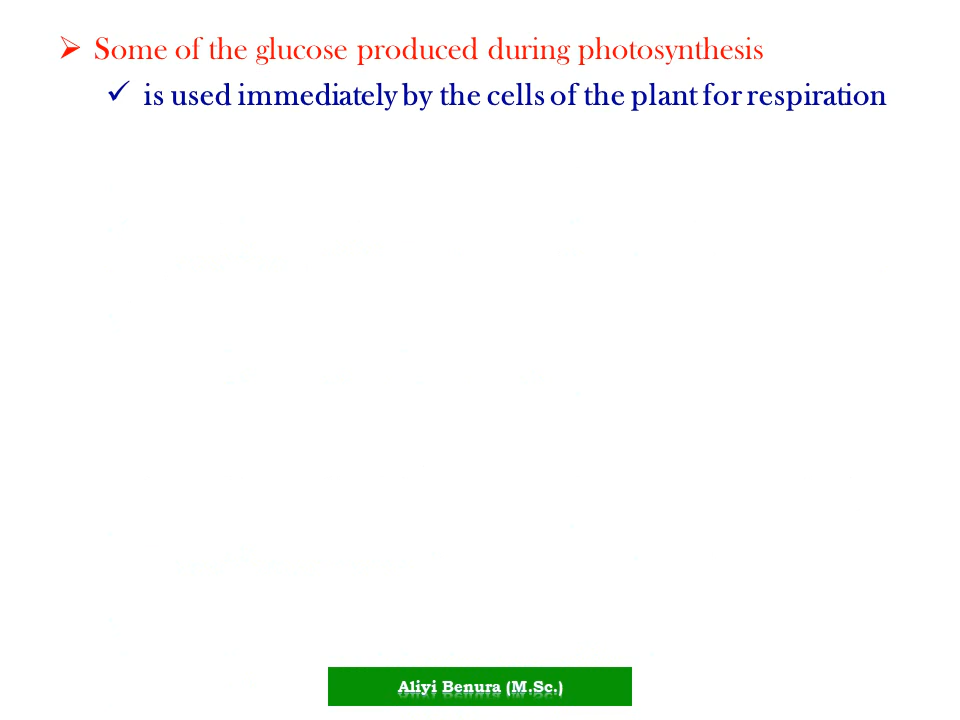 ➢ Some of the glucose produced during photosynthesis
✓ is used immediately by the cells of the plant for respiration
Aliyi Benura (M.Sc.)